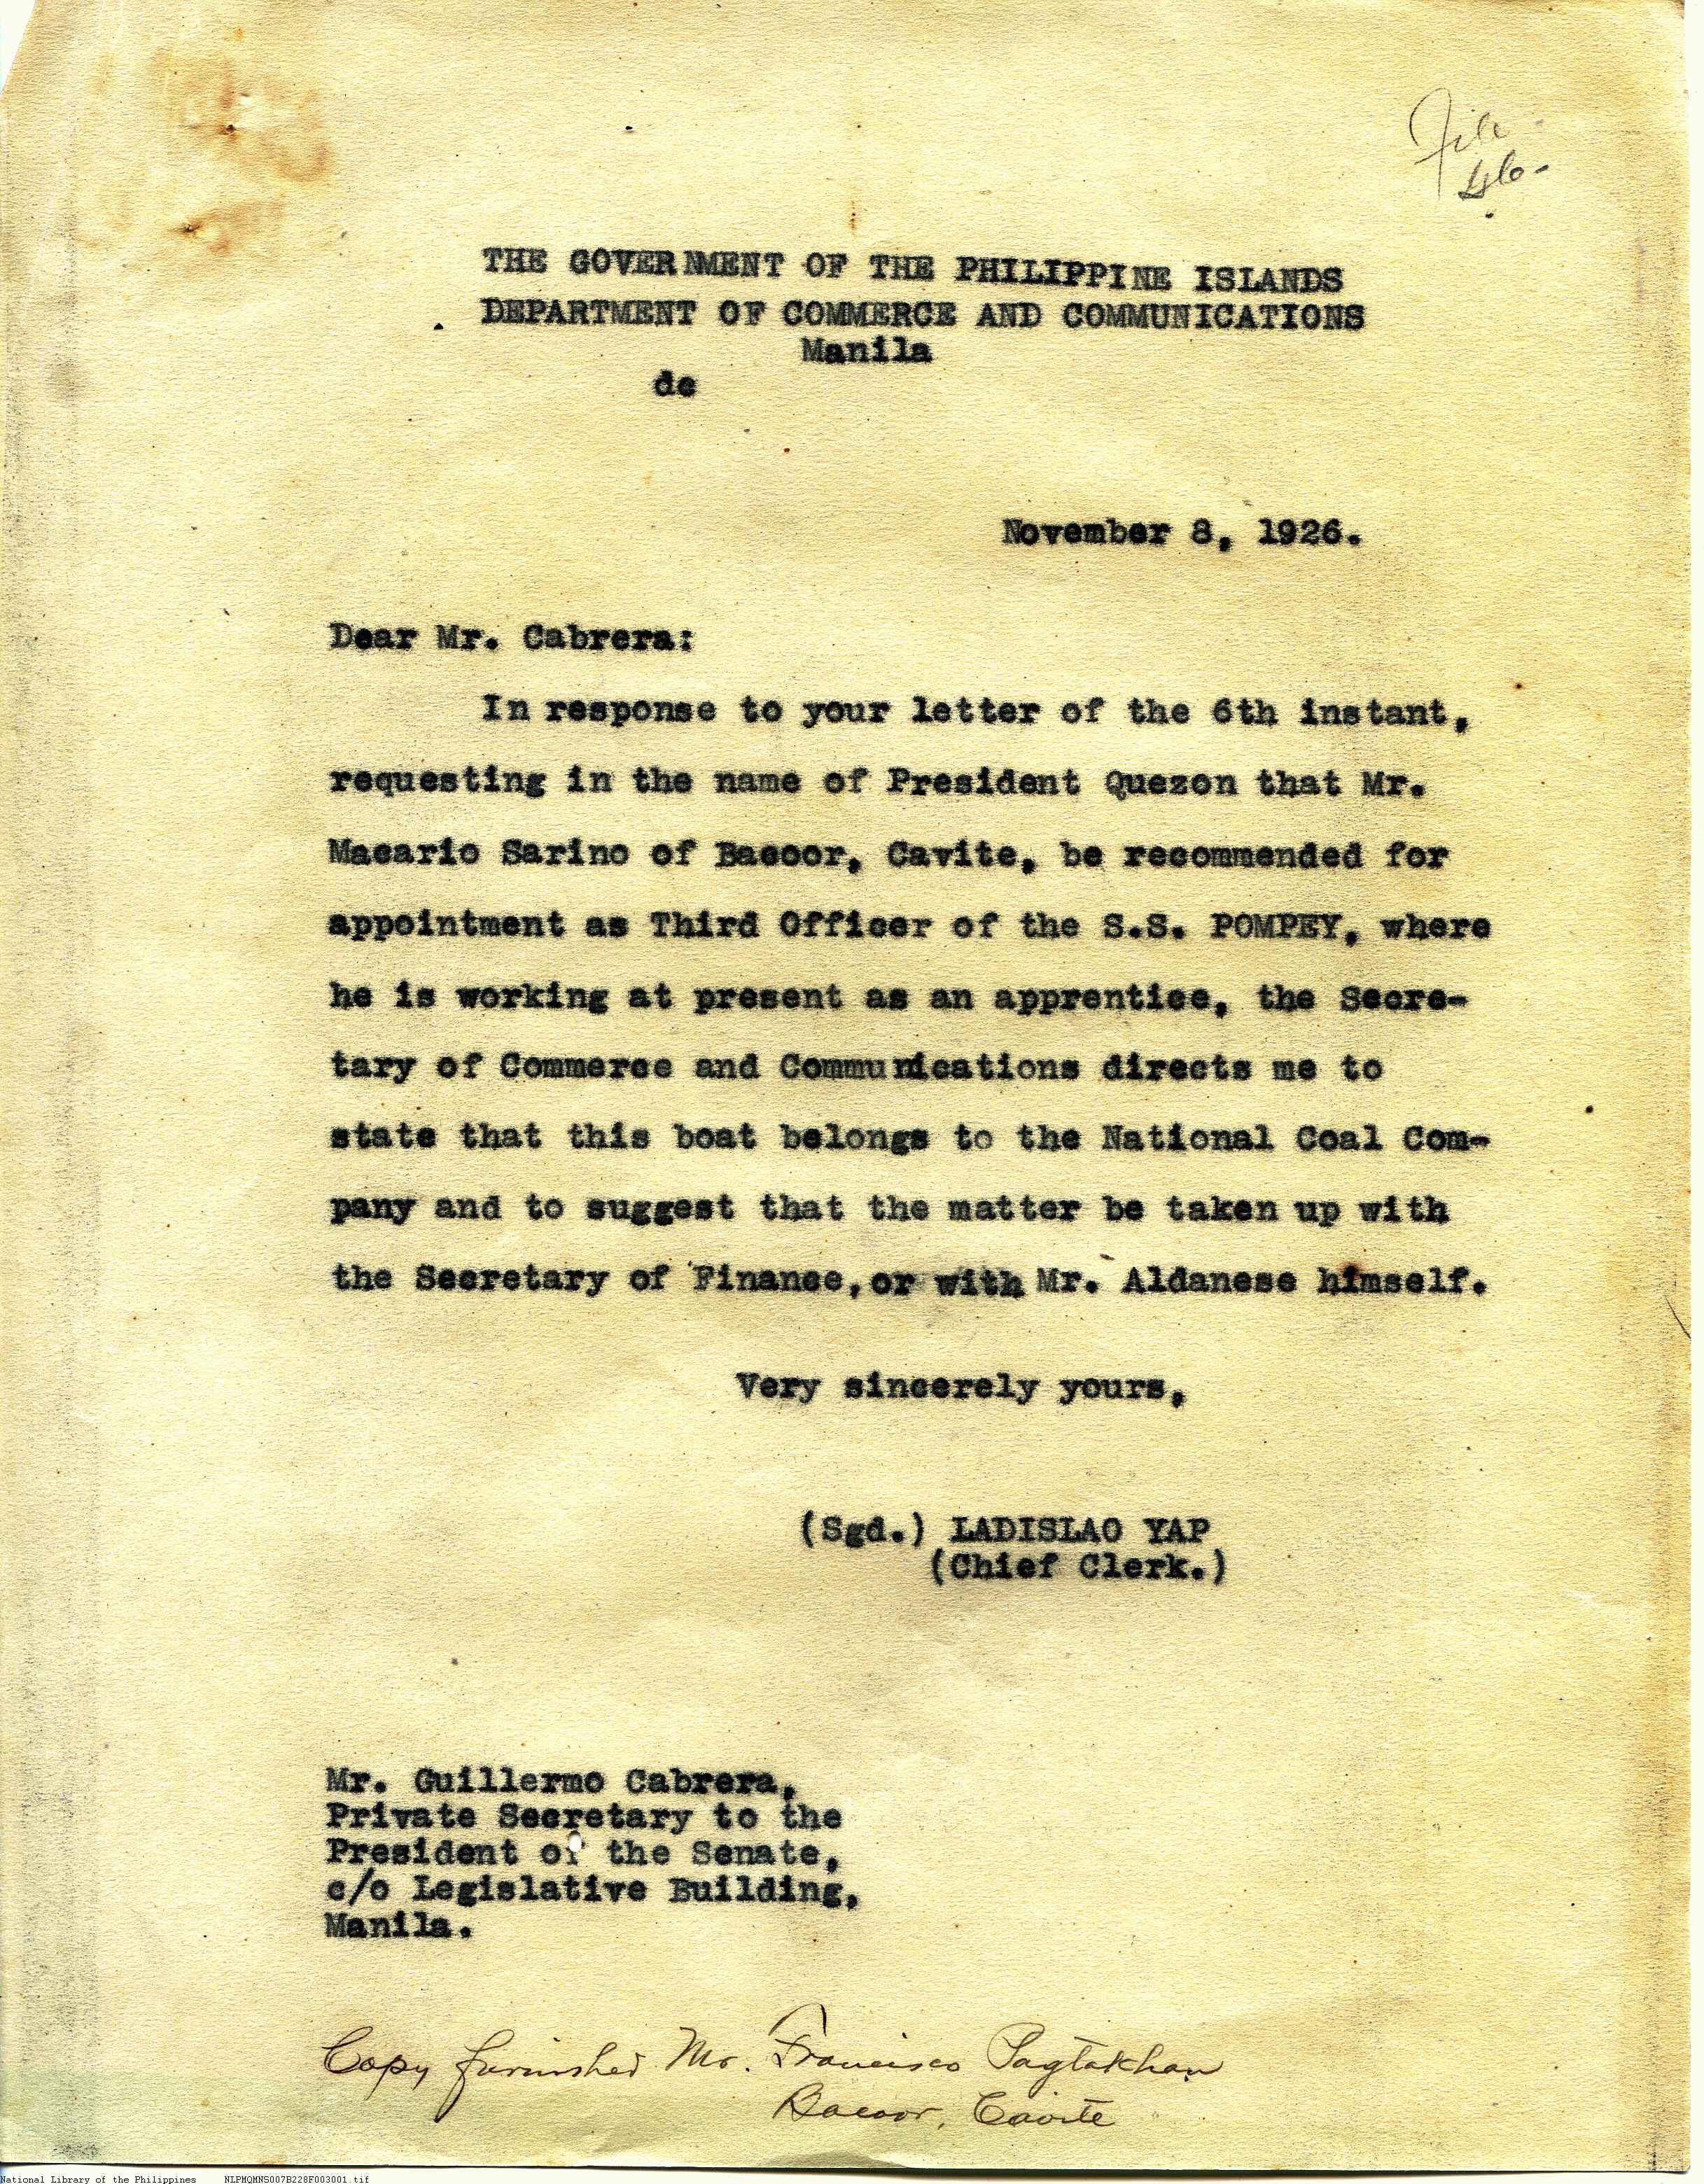 File
THE GOVERNMENT OF THE PHILIPPINE ISLANDS
DEPARTMENT OF COMMERCE AND COMMUNICATIONS
Manila
de
November 8, 1926.
Dear Mr. Cabrera:
In response to your letter of the 6th instant,
requesting in the name of President Quezon that Mr.
Macario Sarino of Bacoor, Cavite, be recommended for
appointment as Third Officer of the S.S. POMPEY, where
he is working at present as an apprentice, the Secre-
tary of Commerce and Communications directs me to
state that this boat belongs to the National Coal Com-
pany and to suggest that the matter be taken up with
the Secretary of Finance, or with Mr. Aldanese himself.
Very sincerely yours,
(Sgd.) LADISLAO YAP
(Chief Clerk.)
Mr. Guillermo Cabrera,
Private Secretary to the
President of the Senate,
c/o Legislative Building,
Manila.
Copy furnished Mr. Francisco Pagtakhan
Bacoor, Cavite
National Library of the Philippines NLPMQMNS007B228F003001.tif